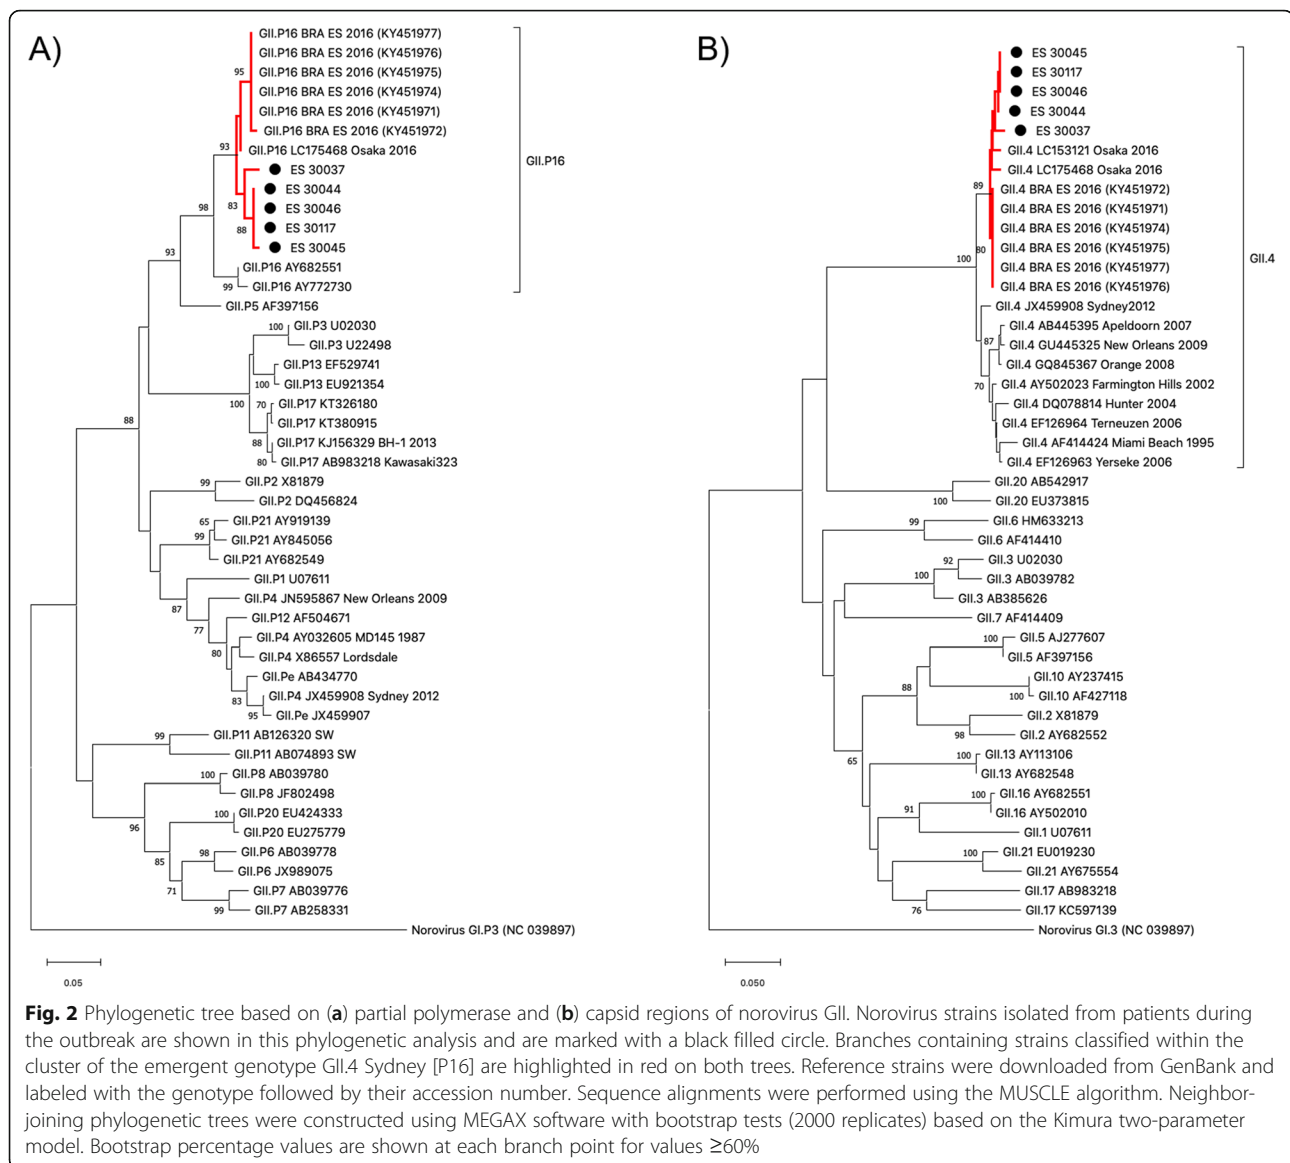 A)
GII.P16 BRA ES 2016 (KY451977)
GII.P16 BRA ES 2016 (KY451976)
95
GII.P16 BRA ES 2016 (KY451975)
GII.P16 BRA ES 2016 (KY451974)
GII.P16 BRA ES 2016 (KY451971)
GII.P16 BRA ES 2016 (KY451972)
93
GII.P16 LC175468 Osaka 2016
GII.P16
ES 30037
ES 30044
83
98
ES 30046
88
ES 30117
93
ES 30045
GII.P16 AY682551
99
GII.P16 AY772730
GII.P5 AF397156
100
GII.P3 U02030
GII.P3 U22498
GII.P13 EF529741
100
GII.P13 EU921354
100
70
GII.P17 KT326180
88
GII.P17 KT380915
88
GII.P17 KJ156329 BH-1 2013
80
GII.P17 AB983218 Kawasaki323
99
GII.P2 X81879
GII.P2 DQ456824
65
GII.P21 AY919139
99
GII.P21 AY845056
GII.P21 AY682549
GII.P1 U07611
87
GII.P4 JN595867 New Orleans 2009
77
GII.P12 AF504671
GII.P4 AY032605 MD145 1987
80
GII.P4 X86557 Lordsdale
GII.Pe AB434770
83
GII.P4 JX459908 Sydney 2012
95
GII.Pe JX459907
99
GII.P11 AB126320 SW
GII.P11 AB074893 SW
100
GII.P8 AB039780
GII.P8 JF802498
100
GII.P20 EU424333
96
GII.P20 EU275779
98
GII.P6 AB039778
85
GII.P6 JX989075
71
GII.P7 AB039776
99
GII.P7 AB258331
Norovirus GI.P3 (NC 039897)
0.05
B)
ES 30045
ES 30117
ES 30046
ES 30044
ES 30037
GII.4 LC153121 Osaka 2016
GII.4 LC175468 Osaka 2016
89
GII.4 BRA ES 2016 (KY451972)
GII.4 BRA ES 2016 (KY451971)
GII.4 BRA ES 2016 (KY451974)
80
GII.4 BRA ES 2016 (KY451975)
100
GII.4
GII.4 BRA ES 2016 (KY451977)
GII.4 BRA ES 2016 (KY451976)
GII.4 JX459908 Sydney2012
GII.4 AB445395 Apeldoorn 2007
87
GII.4 GU445325 New Orleans 2009
GII.4 GQ845367 Orange 2008
70
GII.4 AY502023 Farmington Hills 2002
GII.4 DQ078814 Hunter 2004
GII.4 EF126964 Terneuzen 2006
GII.4 AF414424 Miami Beach 1995
GII.4 EF126963 Yerseke 2006
GII.20 AB542917
100
GII.20 EU373815
99
GII.6 HM633213
GII.6 AF414410
92
GII.3 U02030
100
GII.3 AB039782
GII.3 AB385626
GII.7 AF414409
100
GII.5 AJ277607
GII.5 AF397156
GII.10 AY237415
88
100
GII.10 AF427118
GII.2 X81879
98
GII.2 AY682552
65
100
GII.13 AY113106
GII.13 AY682548
100
GII.16 AY682551
91
GII.16 AY502010
GII.1 U07611
100
GII.21 EU019230
GII.21 AY675554
GII.17 AB983218
76
GII.17 KC597139
Norovirus GI.3 (NC 039897)
0.050
Fig. 2 Phylogenetic tree based on (a) partial polymerase and (b) capsid regions of norovirus GII. Norovirus strains isolated from patients during
the outbreak are shown in this phylogenetic analysis and are marked with a black filled circle. Branches containing strains classified within the
cluster of the emergent genotype GII.4 Sydney [P16] are highlighted in red on both trees. Reference strains were downloaded from GenBank and
labeled with the genotype followed by their accession number. Sequence alignments were performed using the MUSCLE algorithm. Neighbor-
joining phylogenetic trees were constructed using MEGAX software with bootstrap tests (2000 replicates) based on the Kimura two-parameter
model. Bootstrap percentage values are shown at each branch point for values ≥60%